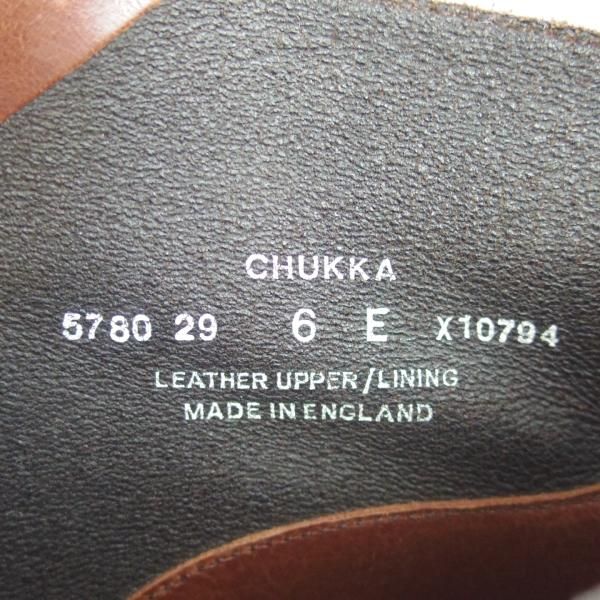 CHUKKA
5780 29 6 E X10794
LEATHER UPPER/LINING
MADE IN ENGLAND